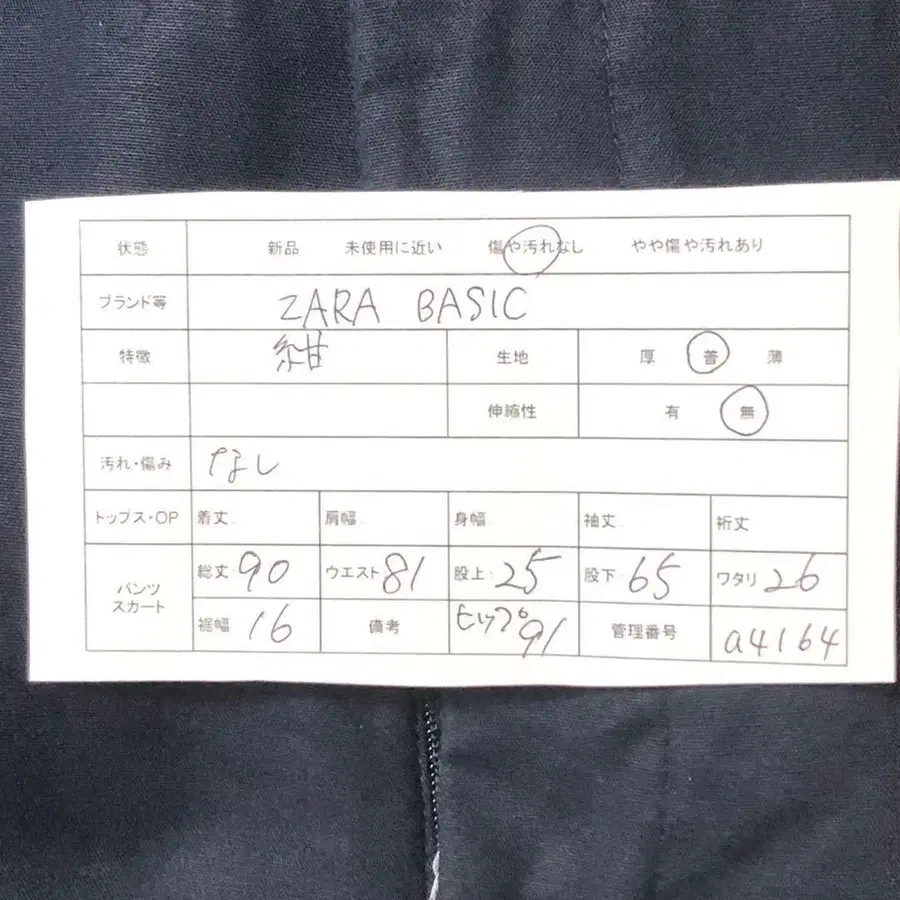 状態 新品 未使用に近い 傷や汚れなし やや傷や汚れあり
ブランド等 ZARA BASIC
特徴 紺 生地 厚 普 薄
伸縮性 有 無
汚れ・傷み なし
トップス・OP 着丈 肩幅 身幅 袖丈 裄丈
パンツ スカート 総丈 90 ウエスト 81 股上 25 股下 65 ワタリ 26
裾幅 16 備考 ヒップ 91 管理番号 a4164